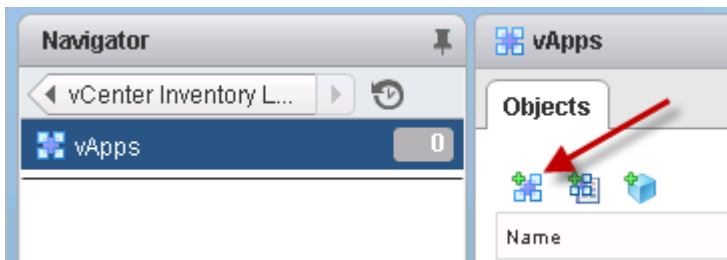 Navigator
vCenter Inventory L...
vApps
0
vApps
Objects
Name